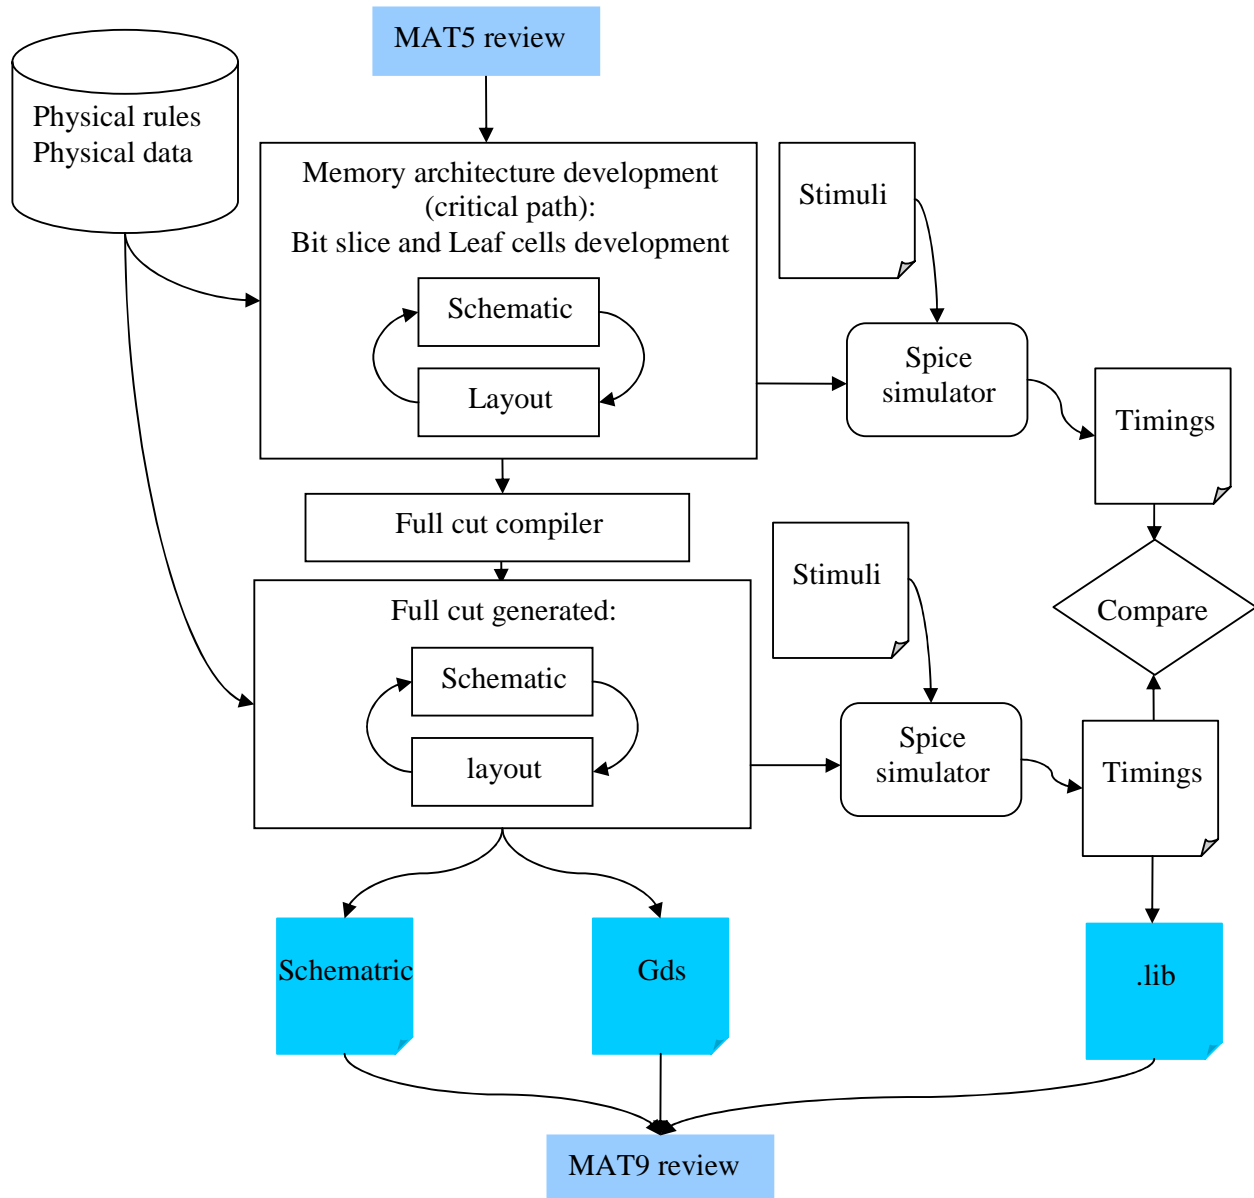 MAT5 review
Physical rules
Physical data
Memory architecture development
(critical path):
Bit slice and Leaf cells development
Schematic
Layout
Stimuli
Spice
simulator
Timings
Full cut compiler
Stimuli
Compare
Full cut generated:
Schematic
layout
Spice
simulator
Timings
Schematric
Gds
.lib
MAT9 review